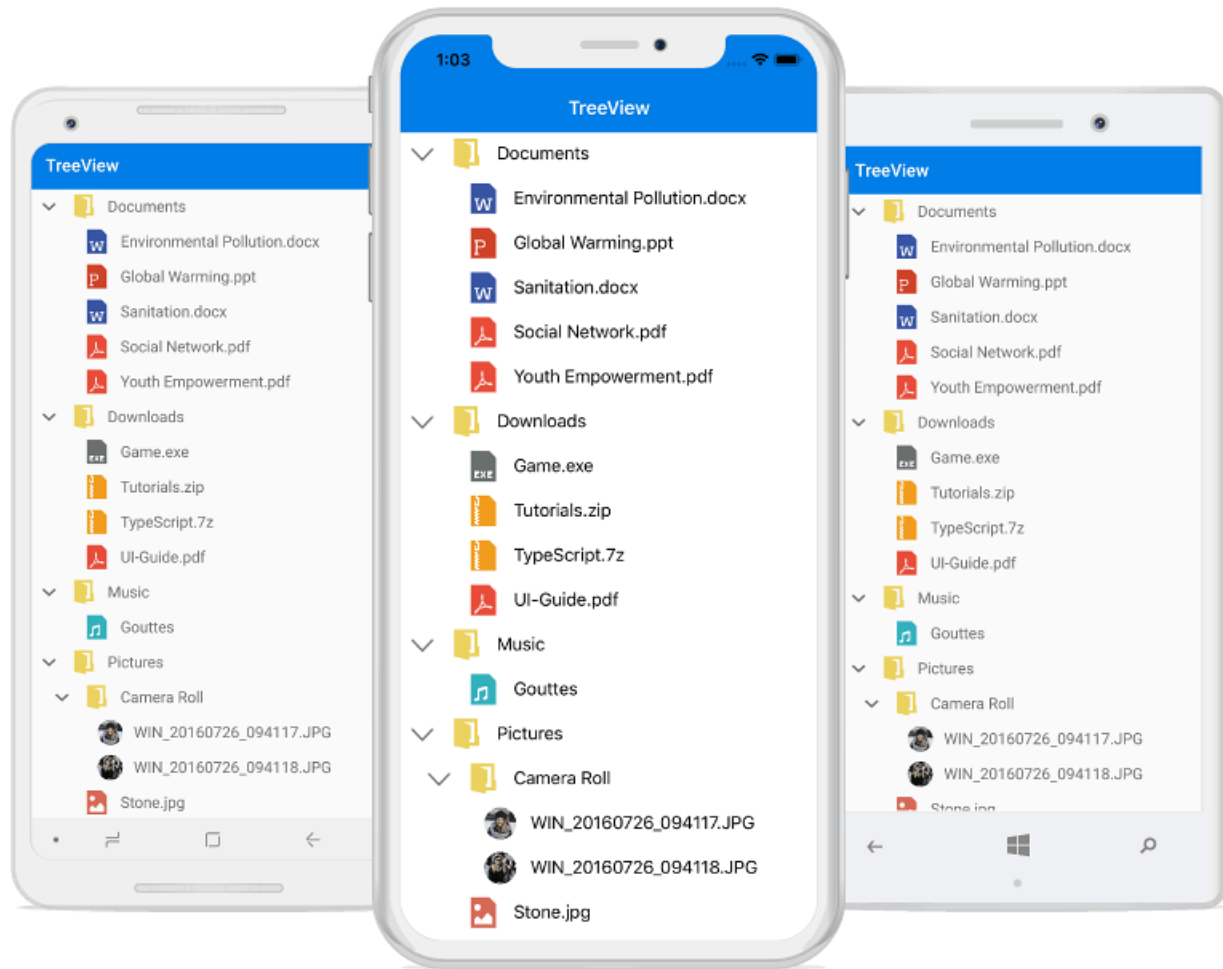 TreeView
Documents
Environmental Pollution.docx
Global Warming.ppt
Sanitation.docx
Social Network.pdf
Youth Empowerment.pdf
Downloads
Game.exe
Tutorials.zip
TypeScript.7z
UI-Guide.pdf
Music
Gouttes
Pictures
Camera Roll
WIN_20160726_094117.JPG
WIN_20160726_094118.JPG
Stone.jpg
1:03
TreeView
Documents
W Environmental Pollution.docx
P Global Warming.ppt
W Sanitation.docx
Social Network.pdf
Youth Empowerment.pdf
Downloads
EXE Game.exe
Tutorials.zip
TypeScript.7z
UI-Guide.pdf
Music
Gouttes
Pictures
Camera Roll
WIN_20160726_094117.JPG
WIN_20160726_094118.JPG
Stone.jpg
TreeView
Documents
Environmental Pollution.docx
Global Warming.ppt
Sanitation.docx
Social Network.pdf
Youth Empowerment.pdf
Downloads
Game.exe
Tutorials.zip
TypeScript.7z
UI-Guide.pdf
Music
Gouttes
Pictures
Camera Roll
WIN_20160726_094117.JPG
WIN_20160726_094118.JPG
Stone.jpg